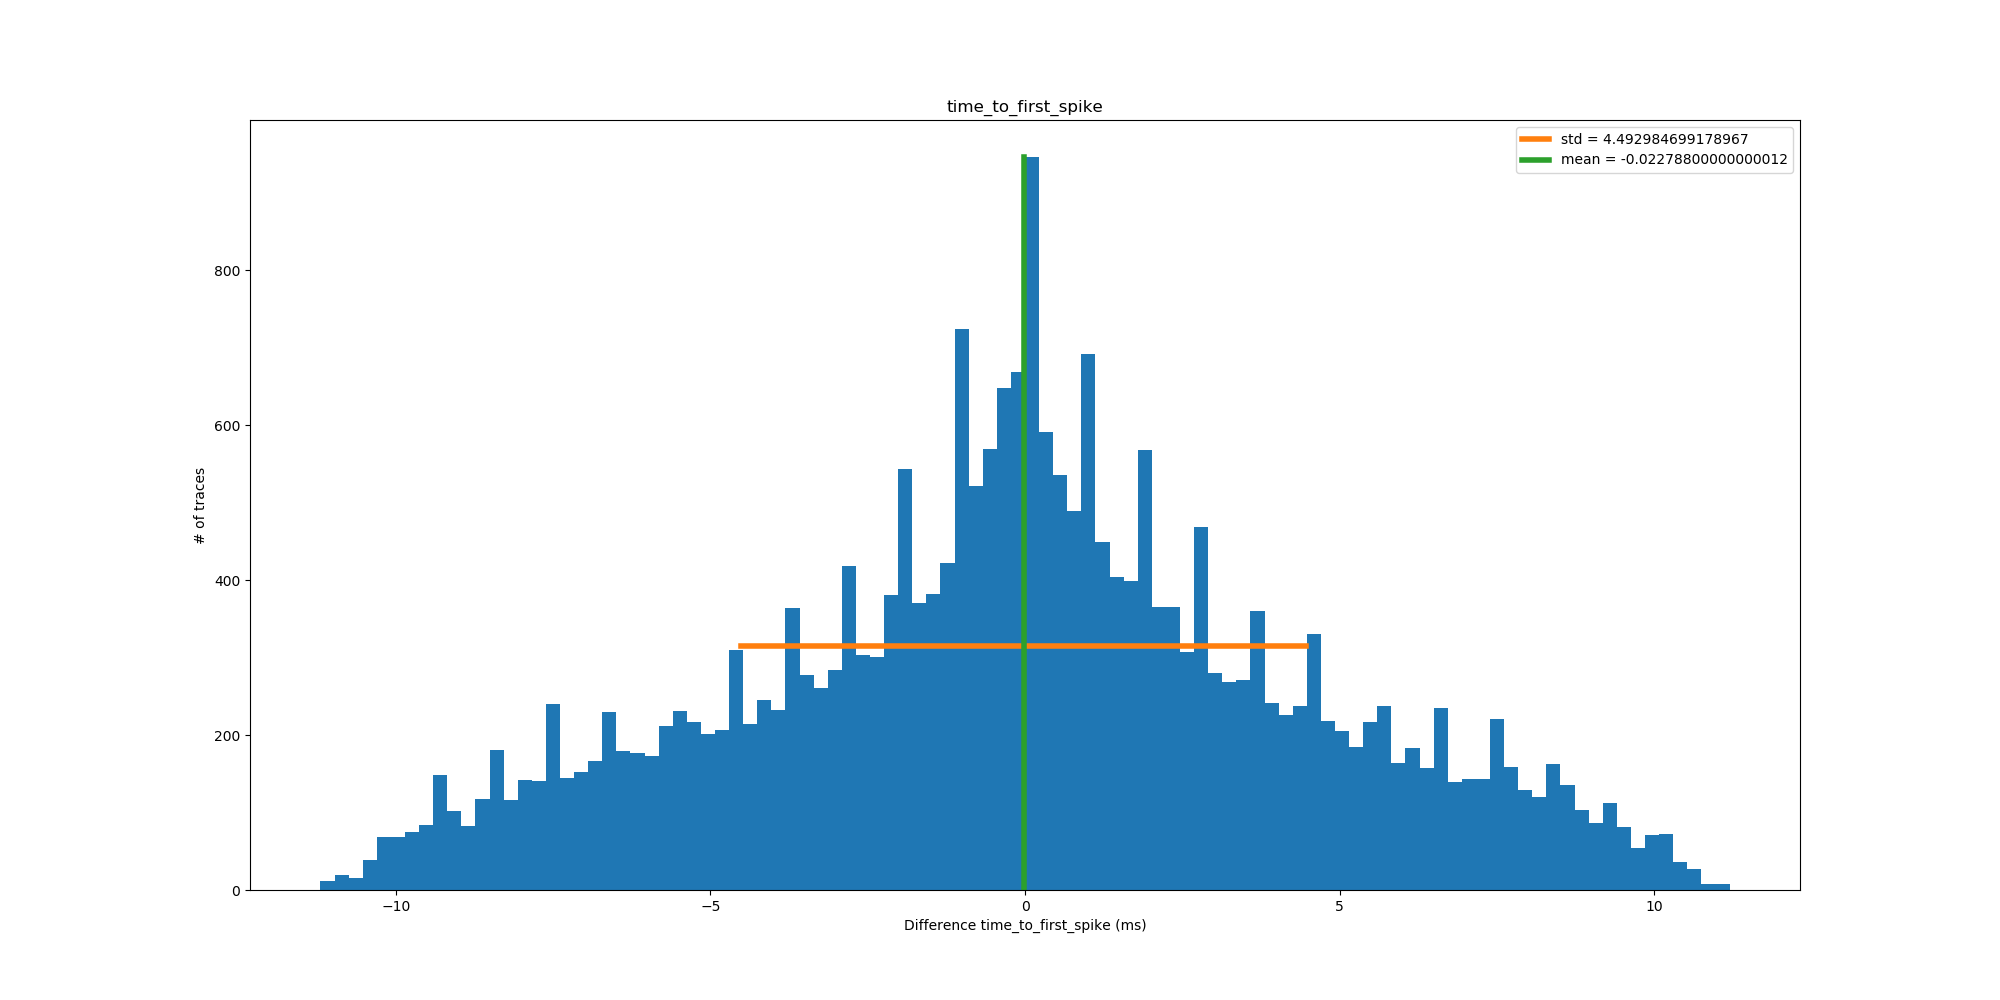 time_to_first_spike
std = 4.492984699178967
mean = -0.02278800000000012
800
600
400
200
0
# of traces
−10
−5
0
5
10
Difference time_to_first_spike (ms)